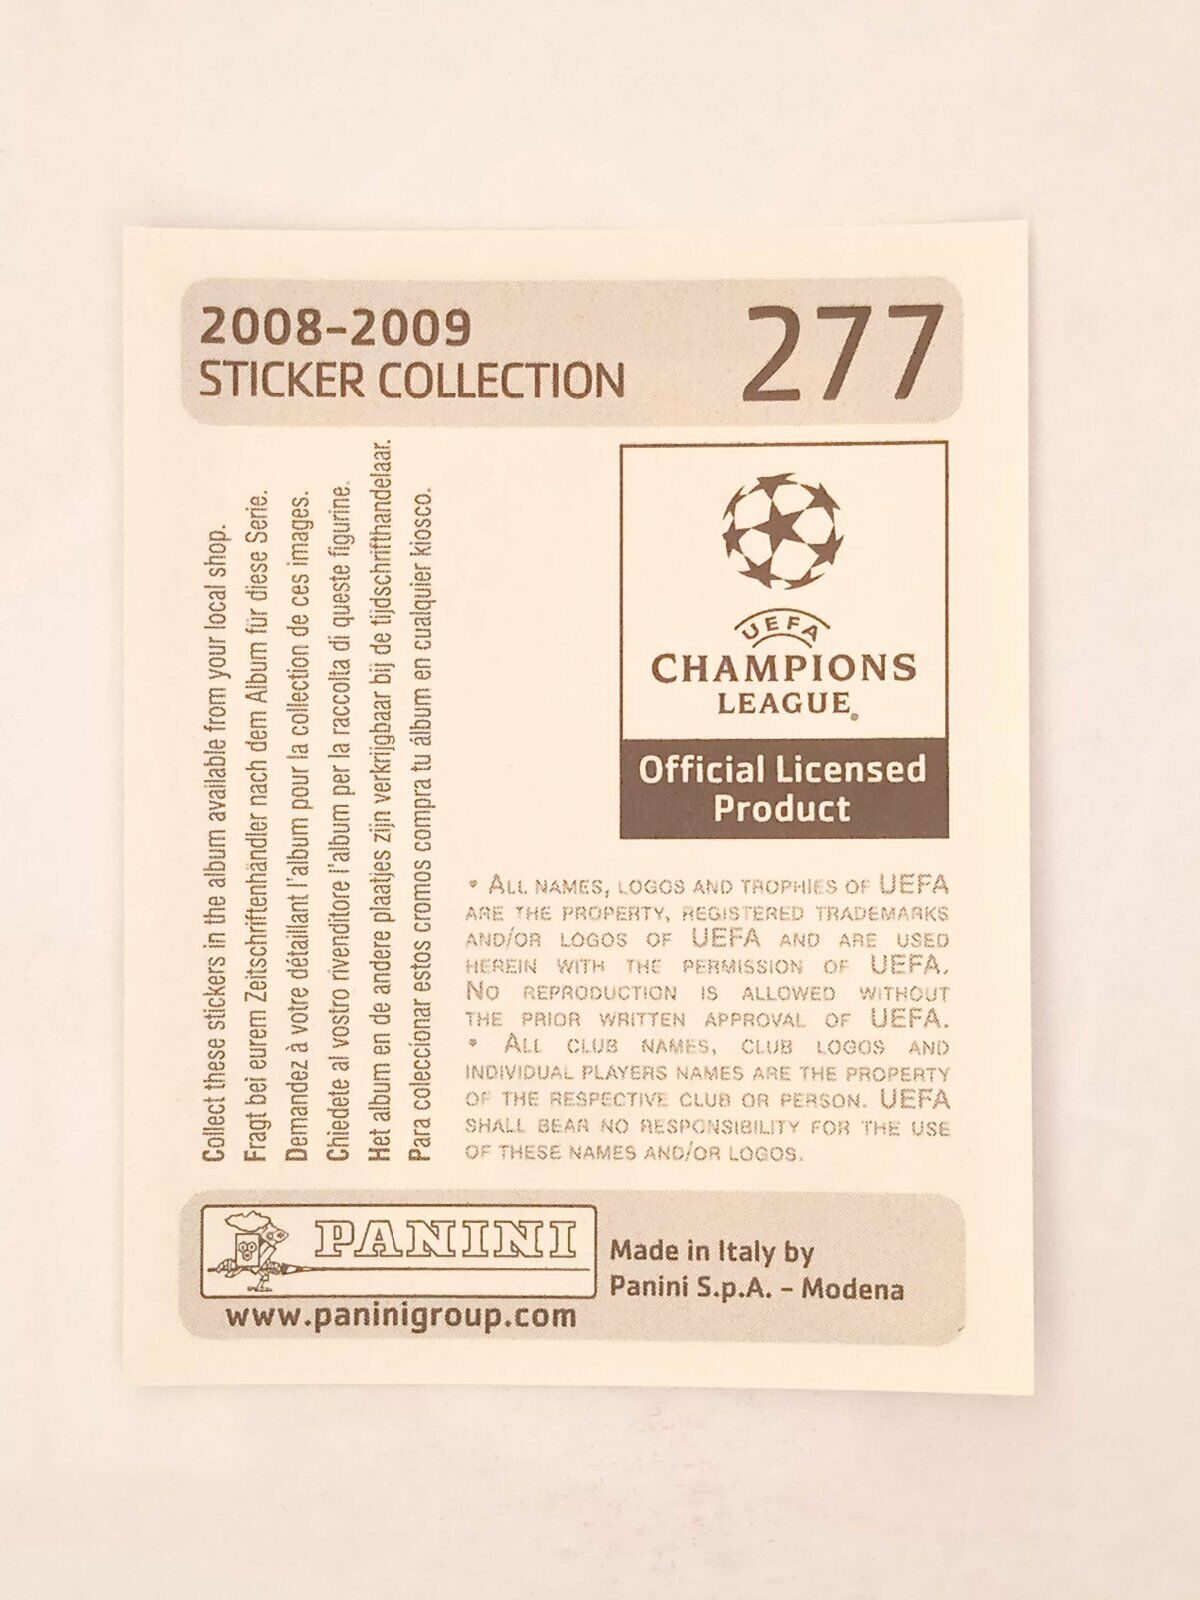 2008-2009
STICKER COLLECTION
277
Collect these stickers in the album available from your local shop.
Fragt bei eurem Zeitschriftenhändler nach dem Album für diese Serie.
Demandez à votre détaillant l'album pour la collection de ces images.
Chiedete al vostro rivenditore l'album per la raccolta di queste figurine.
Het album en de andere plaatjes zijn verkrijgbaar bij de tijdschrifthandelaar.
Para coleccionar estos cromos compra tu álbum en cualquier kiosco.
UEFA
CHAMPIONS
LEAGUE®
Official Licensed
Product
• ALL NAMES, LOGOS AND TROPHIES OF UEFA
ARE THE PROPERTY, REGISTERED TRADEMARKS
AND/OR LOGOS OF UEFA AND ARE USED
HEREIN WITH THE PERMISSION OF UEFA.
NO REPRODUCTION IS ALLOWED WITHOUT
THE PRIOR WRITTEN APPROVAL OF UEFA.
• ALL CLUB NAMES, CLUB LOGOS AND
INDIVIDUAL PLAYERS NAMES ARE THE PROPERTY
OF THE RESPECTIVE CLUB OR PERSON. UEFA
SHALL BEAR NO RESPONSIBILITY FOR THE USE
OF THESE NAMES AND/OR LOGOS.
PANINI
www.paninigroup.com
Made in Italy by
Panini S.p.A. - Modena